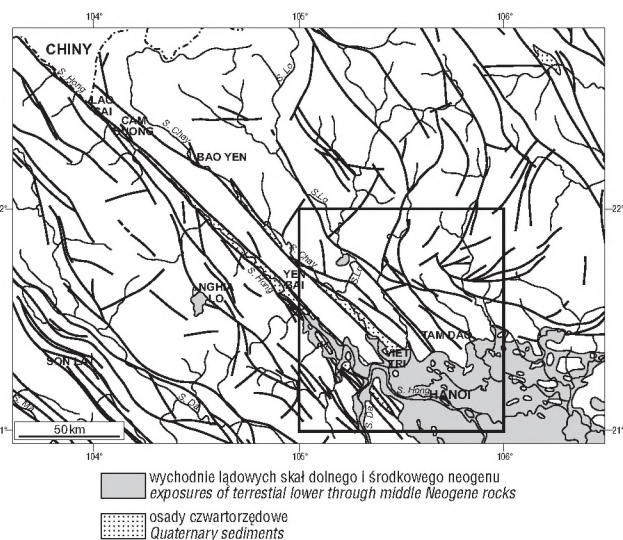 104°
105°
106°
CHINY
S. Hong
S. Lo
LAO
CAI
CAM
DUONG
S. Chay
BAO YEN
S. Lo
22°
22°
S. Chay
S. Hong
YEN
BAI
S. Lo
NGHIA
LO
TAM DAO
VIET
TRI
SON LA
S. Ma
S. Da
S. Hong
HANOI
S. Da
21°
21°
50 km
104°
105°
106°
wychodnie lądowych skał dolnego i środkowego neogenu
exposures of terrestial lower through middle Neogene rocks
osady czwartorzędowe
Quaternary sediments